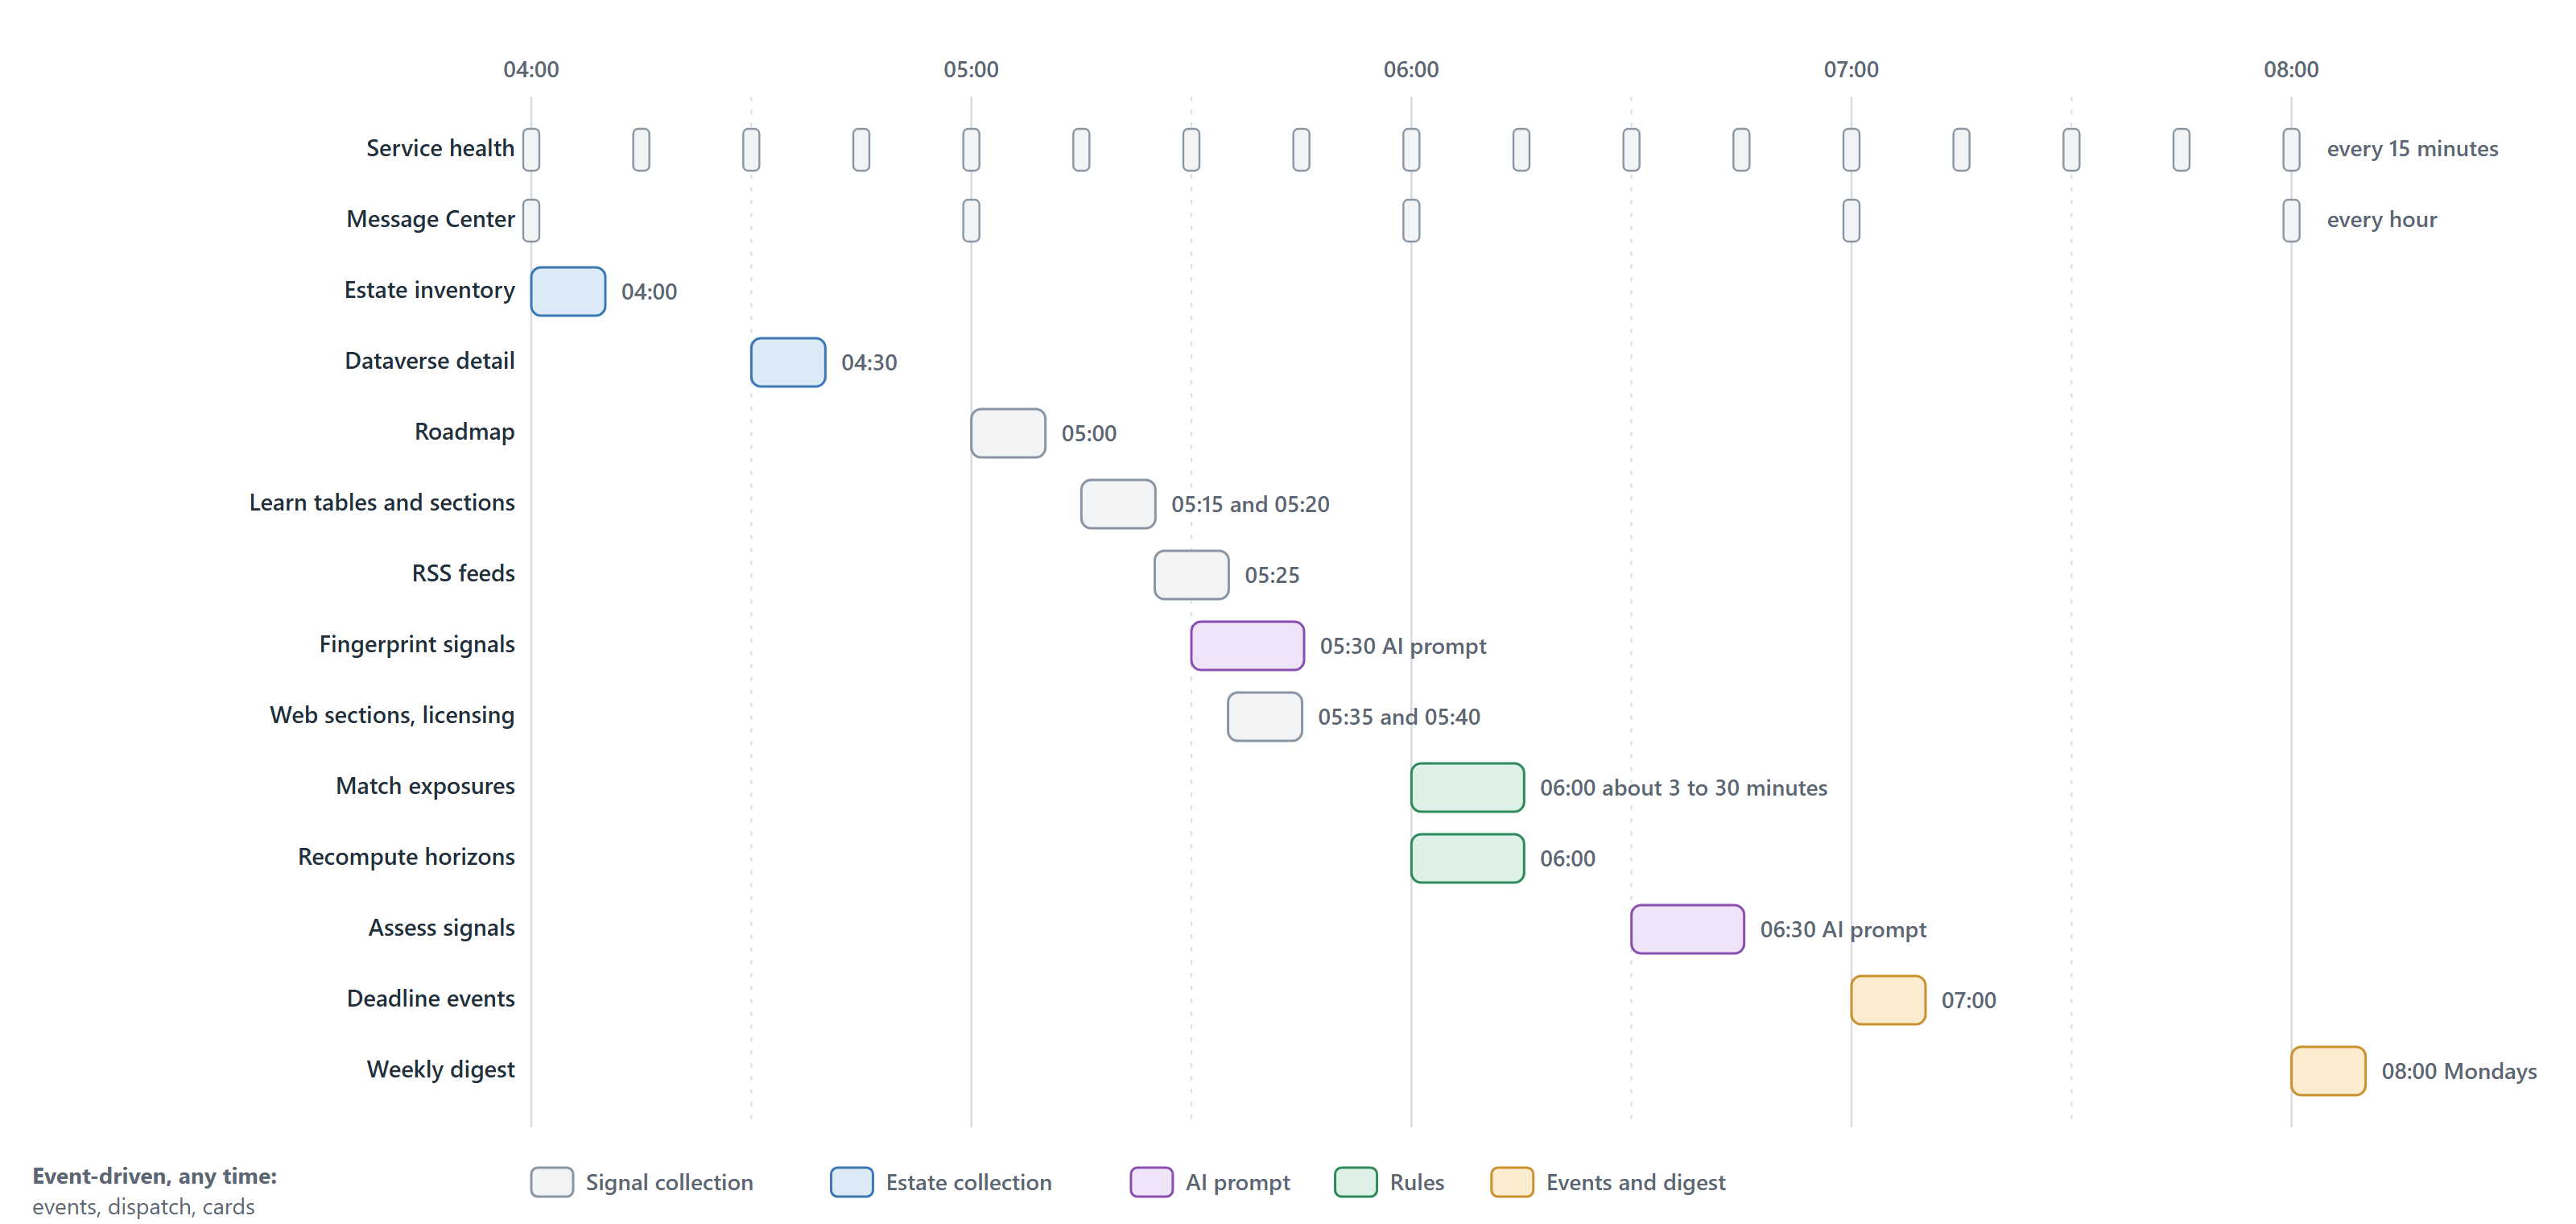 04:00 05:00 06:00 07:00 08:00
Service health every 15 minutes
Message Center every hour
Estate inventory 04:00
Dataverse detail 04:30
Roadmap 05:00
Learn tables and sections 05:15 and 05:20
RSS feeds 05:25
Fingerprint signals 05:30 AI prompt
Web sections, licensing 05:35 and 05:40
Match exposures 06:00 about 3 to 30 minutes
Recompute horizons 06:00
Assess signals 06:30 AI prompt
Deadline events 07:00
Weekly digest 08:00 Mondays
Event-driven, any time:
events, dispatch, cards
Signal collection Estate collection AI prompt Rules Events and digest